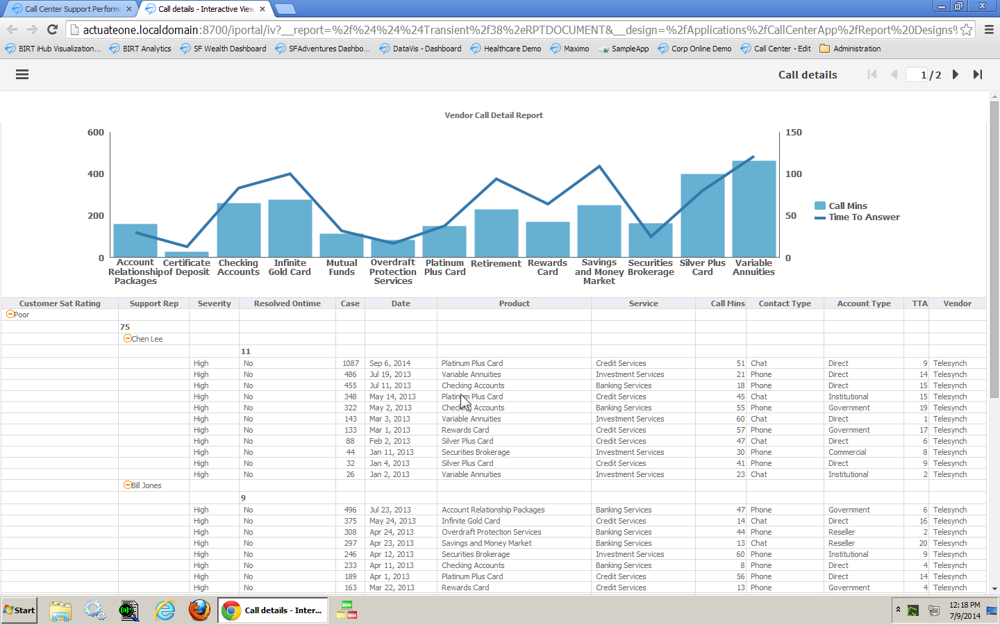 Call Center Support Perform
Call details - Interactive View
actuateone.localdomain:8700/iportal/iv?__report=%2f%24%24%24Transient%2f38%2eRPTDOCUMENT&__design=%2fApplications%2fCallCenterApp%2fReport%20Designs%
BIRT iHub Visualization... BIRT Analytics SF Wealth Dashboard SFAdventures Dashbo... DataVis - Dashboard Healthcare Demo Maximo SampleApp Corp Online Demo Call Center - Edit Administration
Call details 1 / 2
Vendor Call Detail Report
600 150
400 100
200 50
0 0
Call Mins
Time To Answer
Account Relationship Packages
Certificate of Deposit
Checking Accounts
Infinite Gold Card
Mutual Funds
Overdraft Protection Services
Platinum Plus Card
Retirement
Rewards Card
Savings and Money Market
Securities Brokerage
Silver Plus Card
Variable Annuities
Customer Sat Rating Support Rep Severity Resolved Ontime Case Date Product Service Call Mins Contact Type Account Type TTA Vendor
Poor
75
Chen Lee
11
High No 1087 Sep 6, 2014 Platinum Plus Card Credit Services 51 Chat Direct 9 Telesynch
High No 486 Jul 19, 2013 Variable Annuities Investment Services 21 Phone Direct 14 Telesynch
High No 455 Jul 11, 2013 Checking Accounts Banking Services 18 Phone Direct 15 Telesynch
High No 348 May 14, 2013 Platinum Plus Card Credit Services 45 Chat Institutional 15 Telesynch
High No 322 May 2, 2013 Checking Accounts Banking Services 55 Phone Government 19 Telesynch
High No 143 Mar 3, 2013 Variable Annuities Investment Services 60 Chat Direct 1 Telesynch
High No 133 Mar 1, 2013 Rewards Card Credit Services 57 Phone Government 17 Telesynch
High No 88 Feb 2, 2013 Silver Plus Card Credit Services 47 Chat Direct 6 Telesynch
High No 44 Jan 11, 2013 Securities Brokerage Investment Services 30 Phone Commercial 8 Telesynch
High No 32 Jan 4, 2013 Silver Plus Card Credit Services 41 Phone Direct 9 Telesynch
High No 26 Jan 2, 2013 Variable Annuities Investment Services 23 Chat Institutional 2 Telesynch
Bill Jones
9
High No 496 Jul 23, 2013 Account Relationship Packages Banking Services 47 Phone Government 6 Telesynch
High No 375 May 24, 2013 Infinite Gold Card Credit Services 14 Chat Direct 16 Telesynch
High No 308 Apr 24, 2013 Overdraft Protection Services Banking Services 44 Phone Reseller 2 Telesynch
High No 297 Apr 23, 2013 Savings and Money Market Banking Services 13 Chat Reseller 20 Telesynch
High No 246 Apr 12, 2013 Securities Brokerage Investment Services 60 Phone Institutional 9 Telesynch
High No 233 Apr 11, 2013 Checking Accounts Banking Services 8 Phone Direct 4 Telesynch
High No 189 Apr 1, 2013 Platinum Plus Card Credit Services 56 Phone Direct 14 Telesynch
High No 163 Mar 22, 2013 Rewards Card Credit Services 13 Phone Government 4 Telesynch
Start Call details - Inter... 12:18 PM
7/9/2014